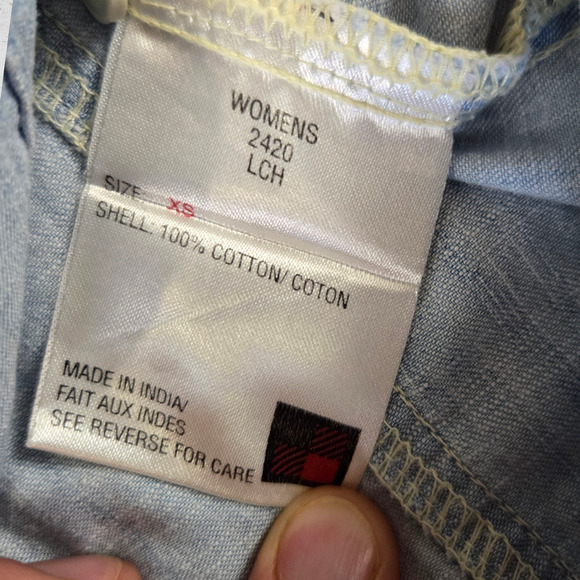 WOMENS
2420
LCH
SIZE: XS
SHELL: 100% COTTON/ COTON
MADE IN INDIA/
FAIT AUX INDES
SEE REVERSE FOR CARE